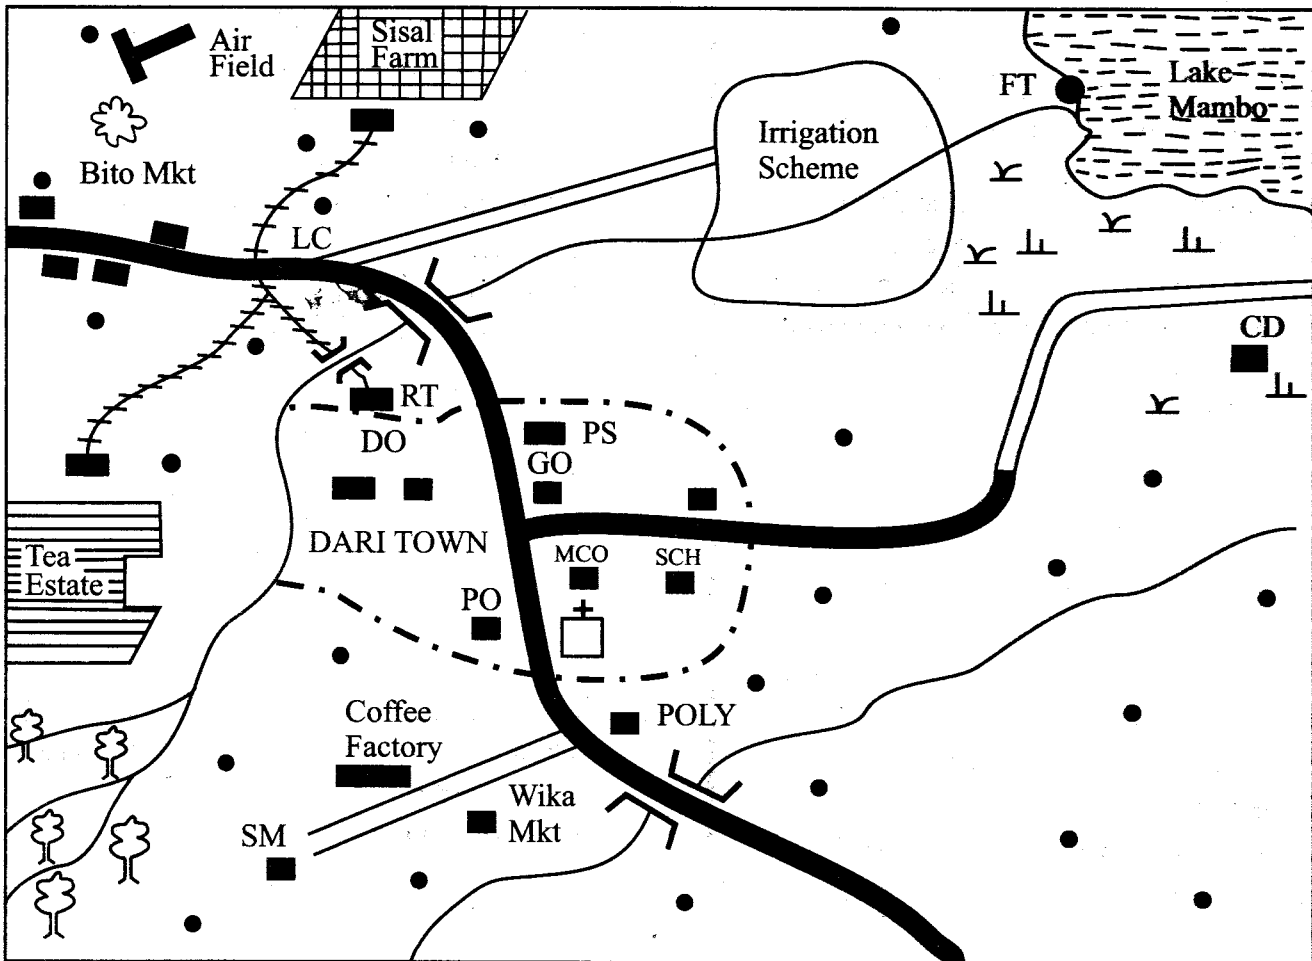 Air
Field
Sisal
Farm
FT
Lake
Mambo
Irrigation
Scheme
Bito Mkt
LC
CD
RT
DO
PS
GO
DARI TOWN
MCO
SCH
Tea
Estate
PO
Coffee
Factory
POLY
Wika
Mkt
SM